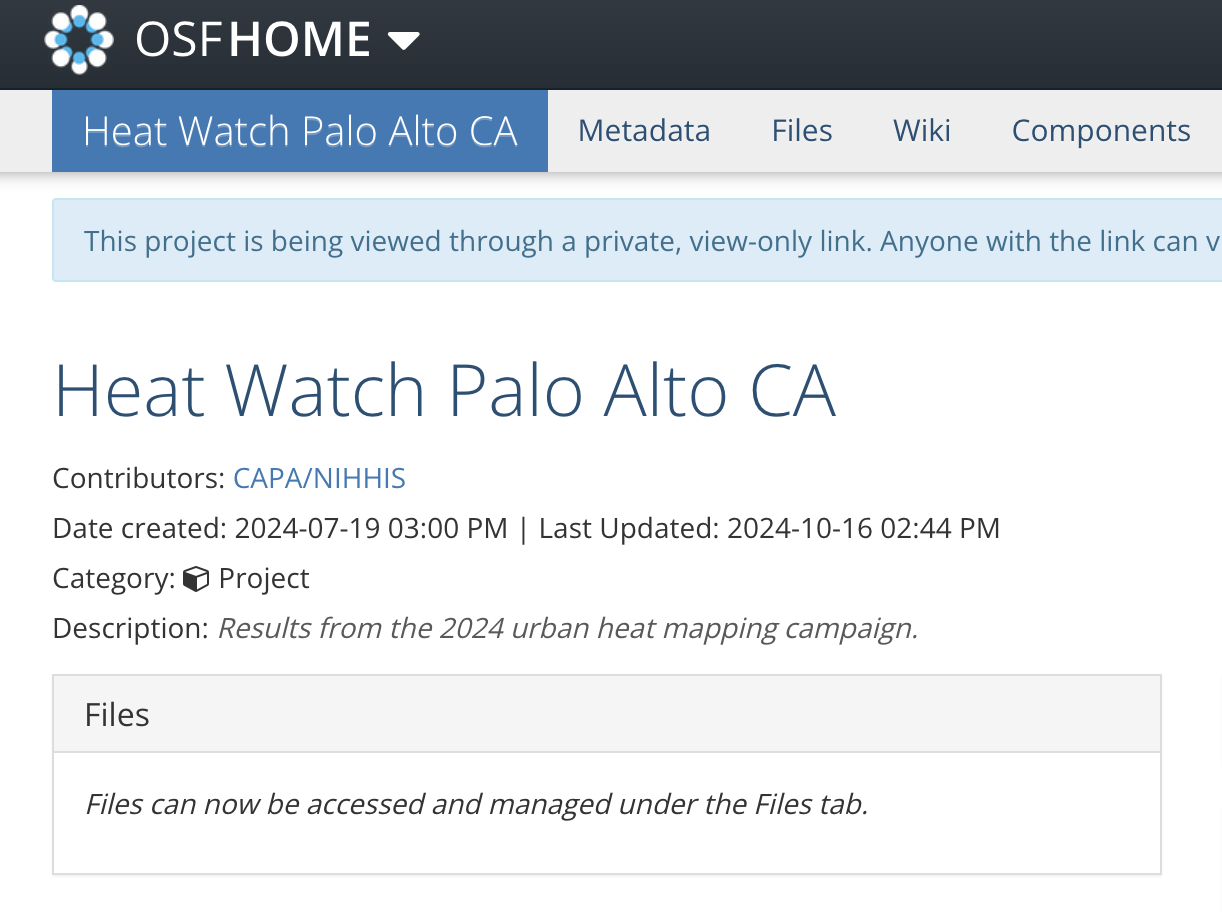 OSFHOME
Heat Watch Palo Alto CA Metadata Files Wiki Components
This project is being viewed through a private, view-only link. Anyone with the link can
Heat Watch Palo Alto CA
Contributors: CAPA/NIHHIS
Date created: 2024-07-19 03:00 PM | Last Updated: 2024-10-16 02:44 PM
Category: Project
Description: Results from the 2024 urban heat mapping campaign.
Files
Files can now be accessed and managed under the Files tab.